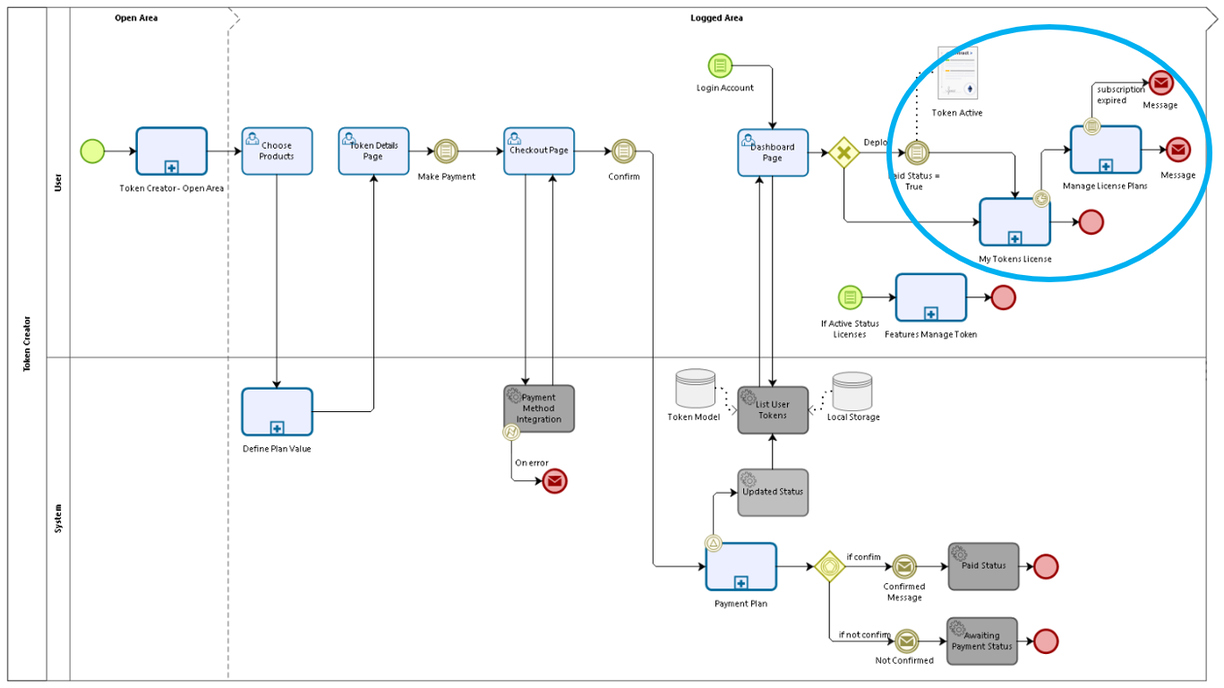 Open Area
Logged Area
Token Creator
User
System
Token Creator- Open Area
Choose
Products
Token Details
Page
Make Payment
Checkout Page
Confirm
Login Account
Dashboard
Page
Deplo
Token Active
aid Status =
True
subscription
expired
Message
Message
Manage License Plans
My Tokens License
If Active Status
Licenses
Features Manage Token
Define Plan Value
Payment
Method
Integration
On error
Token Model
List User
Tokens
Local Storage
Updated Status
Payment Plan
if confim
Confirmed
Message
Paid Status
if not confirm
Not Confirmed
Awaiting
Payment Status